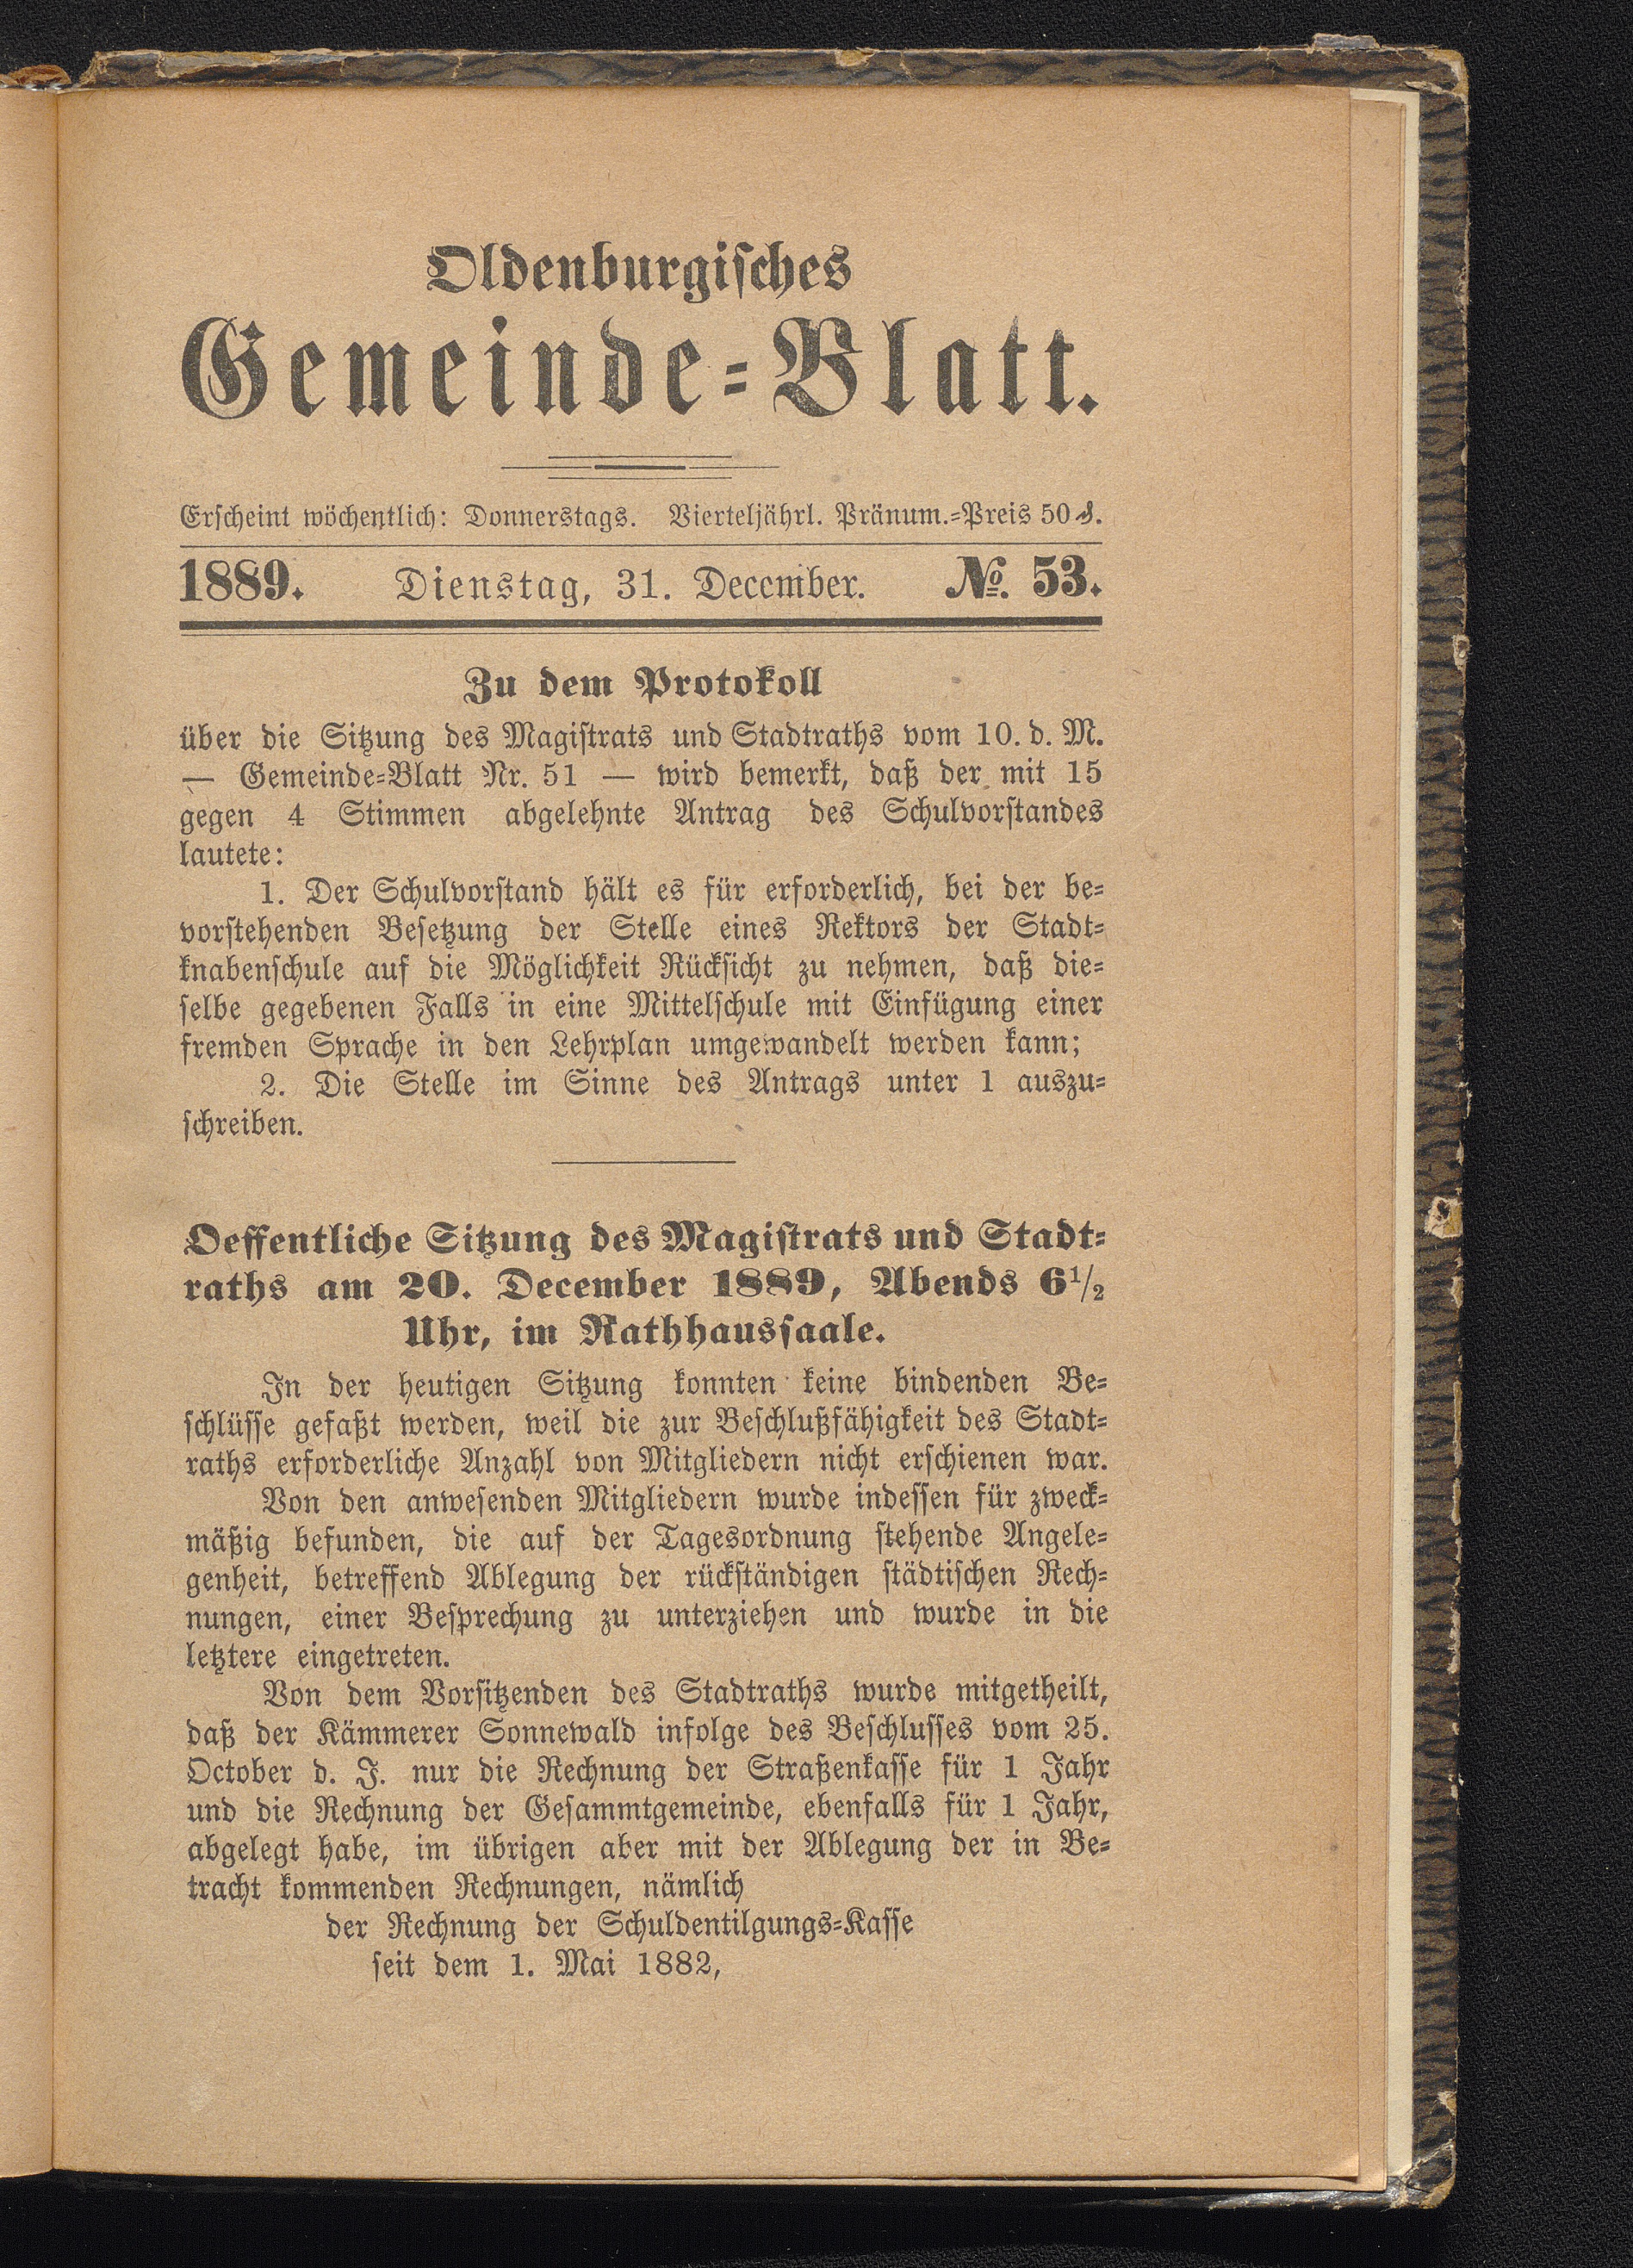 Oldenburgisches
Gemeinde-Blatt.
Erscheint wöchentlich: Donnerstags. Vierteljährl. Pränum.-Preis 50 ₰.
1889. Dienstag, 31. December. №. 53.
Zu dem Protokoll
über die Sitzung des Magistrats und Stadtraths vom 10. d. M.
— Gemeinde-Blatt Nr. 51 — wird bemerkt, daß der mit 15
gegen 4 Stimmen abgelehnte Antrag des Schulvorstandes
lautete:
1. Der Schulvorstand hält es für erforderlich, bei der be-
vorstehenden Besetzung der Stelle eines Rektors der Stadt-
knabenschule auf die Möglichkeit Rücksicht zu nehmen, daß die-
selbe gegebenen Falls in eine Mittelschule mit Einfügung einer
fremden Sprache in den Lehrplan umgewandelt werden kann;
2. Die Stelle im Sinne des Antrags unter 1 auszu-
schreiben.
Oeffentliche Sitzung des Magistrats und Stadt-
raths am 20. December 1889, Abends 6½
Uhr, im Rathhaussaale.
In der heutigen Sitzung konnten keine bindenden Be-
schlüsse gefaßt werden, weil die zur Beschlußfähigkeit des Stadt-
raths erforderliche Anzahl von Mitgliedern nicht erschienen war.
Von den anwesenden Mitgliedern wurde indessen für zweck-
mäßig befunden, die auf der Tagesordnung stehende Angele-
genheit, betreffend Ablegung der rückständigen städtischen Rech-
nungen, einer Besprechung zu unterziehen und wurde in die
letztere eingetreten.
Von dem Vorsitzenden des Stadtraths wurde mitgetheilt,
daß der Kämmerer Sonnewald infolge des Beschlusses vom 25.
October d. J. nur die Rechnung der Straßenkasse für 1 Jahr
und die Rechnung der Gesammtgemeinde, ebenfalls für 1 Jahr,
abgelegt habe, im übrigen aber mit der Ablegung der in Be-
tracht kommenden Rechnungen, nämlich
der Rechnung der Schuldentilgungs-Kasse
seit dem 1. Mai 1882,